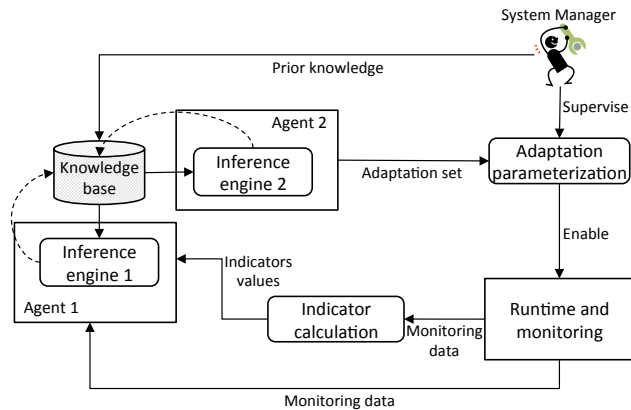 System Manager
Prior knowledge
Supervise
Agent 2
Knowledge
base
Inference
engine 2
Adaptation set
Adaptation
parameterization
Enable
Inference
engine 1
Agent 1
Indicators
values
Indicator
calculation
Monitoring
data
Runtime and
monitoring
Monitoring data